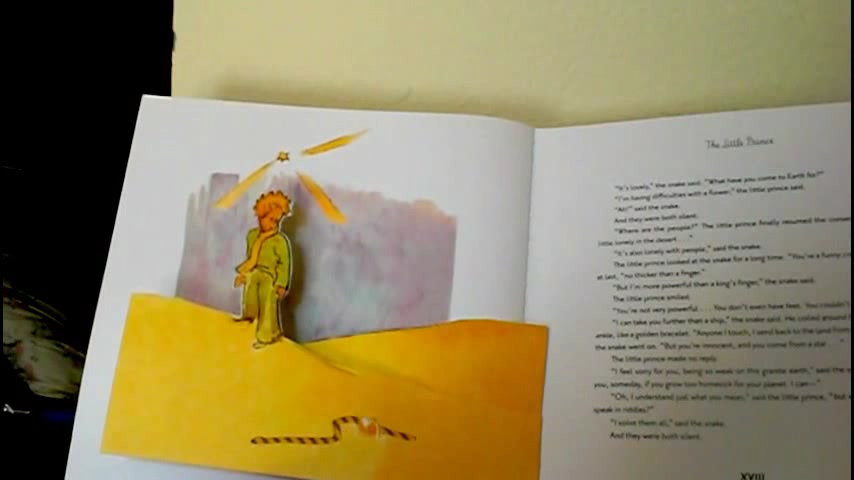 The Little Prince
"It's lovely," the snake said. "What have you come to Earth for?"
"I'm having difficulties with a flower," the little prince said.
"Ah!" said the snake.
And they were both silent.
"Where are the people?" The little prince finally resumed the
little lonely in the desert . . ."
"It's also lonely with people," said the snake.
The little prince looked at the snake for a long time. "You're a funny
at last, "no thicker than a finger."
"But I'm more powerful than a king's finger," the snake said.
The little prince smiled.
"You're not very powerful . . . You don't even have feet. You couldn't
"I can take you further than a ship," the snake said. He coiled around
ankle, like a golden bracelet. "Anyone I touch, I send back to the land from
the snake went on. "But you're innocent, and you come from a star
The little prince made no reply.
"I feel sorry for you, being so weak on this granite earth," said the
you, someday, if you grow too homesick for your planet. I can—"
"Oh, I understand just what you mean," said the little prince, "but
speak in riddles?"
"I solve them all," said the snake.
And they were both silent.
XVIII